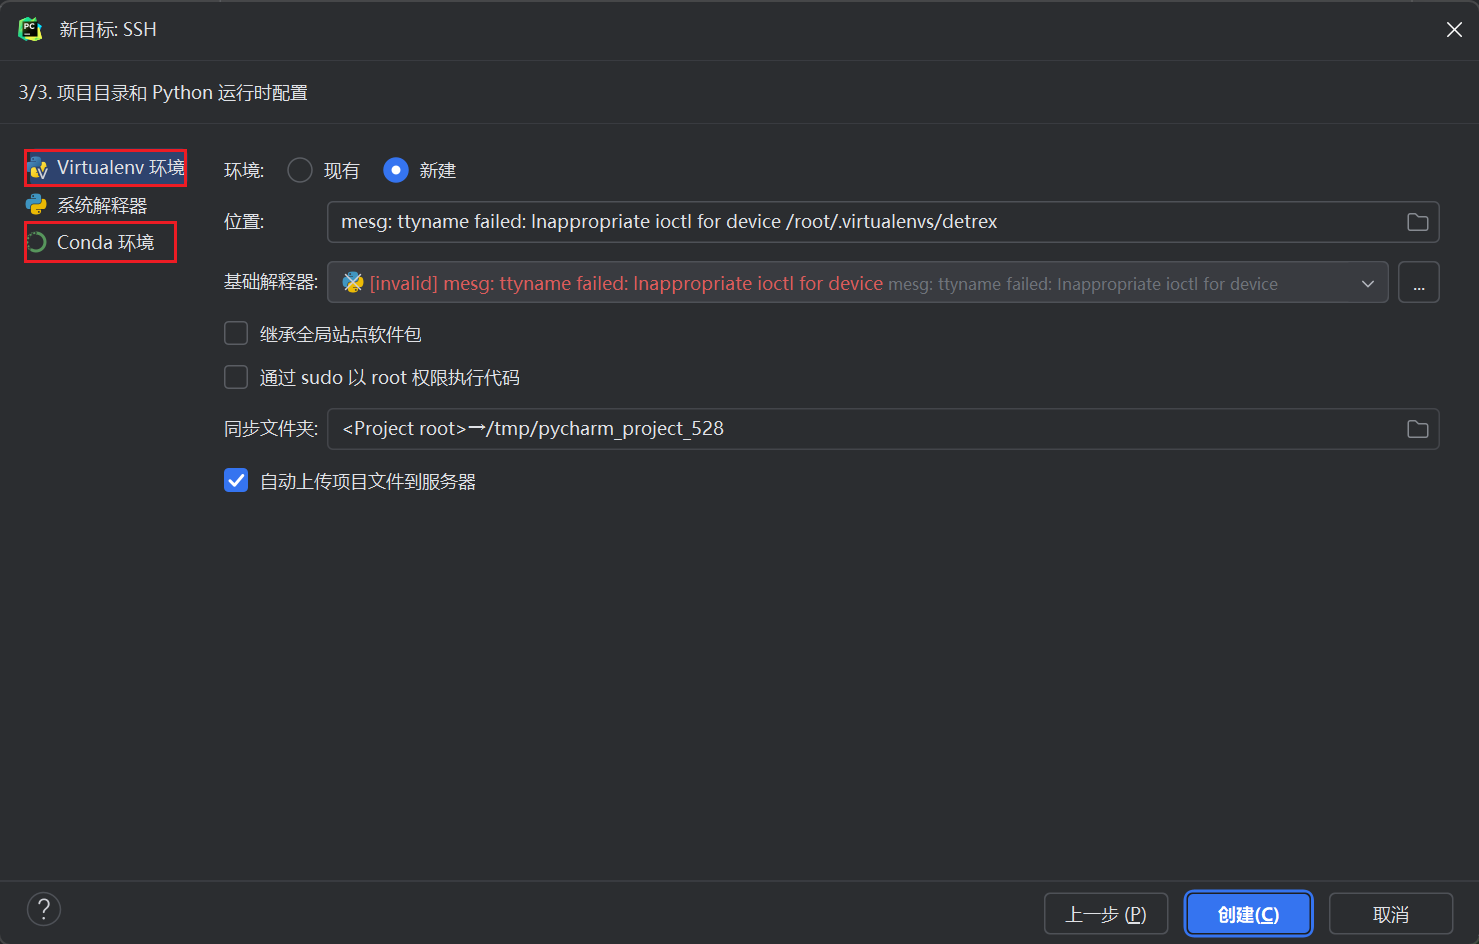 新目标: SSH
3/3. 项目目录和 Python 运行时配置
Virtualenv 环境
系统解释器
Conda 环境
环境: 现有 新建
位置: mesg: ttyname failed: Inappropriate ioctl for device /root/.virtualenvs/detrex
基础解释器: [invalid] mesg: ttyname failed: Inappropriate ioctl for device mesg: ttyname failed: Inappropriate ioctl for device ...
继承全局站点软件包
通过 sudo 以 root 权限执行代码
同步文件夹: <Project root>→/tmp/pycharm_project_528
自动上传项目文件到服务器
? 上一步 (P) 创建(C) 取消